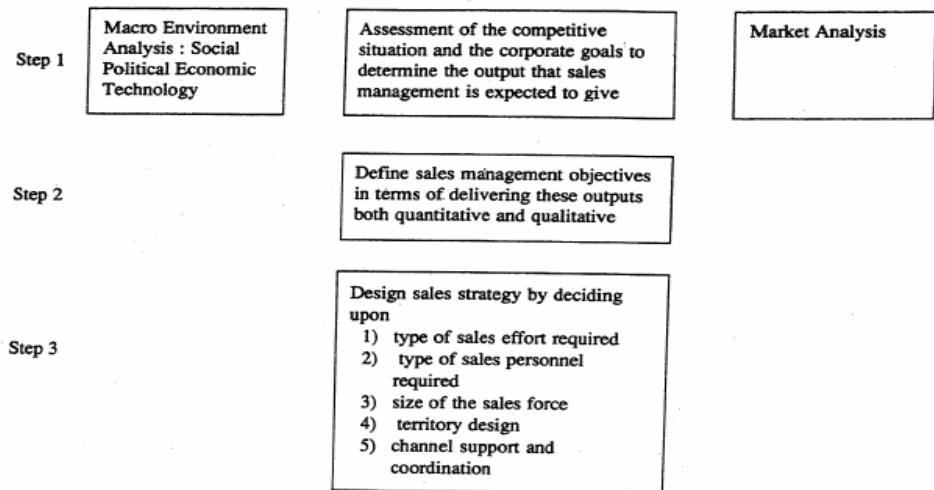 Step 1
Macro Environment
Analysis : Social
Political Economic
Technology
Assessment of the competitive
situation and the corporate goals to
determine the output that sales
management is expected to give
Market Analysis
Step 2
Define sales management objectives
in terms of delivering these outputs
both quantitative and qualitative
Step 3
Design sales strategy by deciding
upon
1) type of sales effort required
2) type of sales personnel
required
3) size of the sales force
4) territory design
5) channel support and
coordination